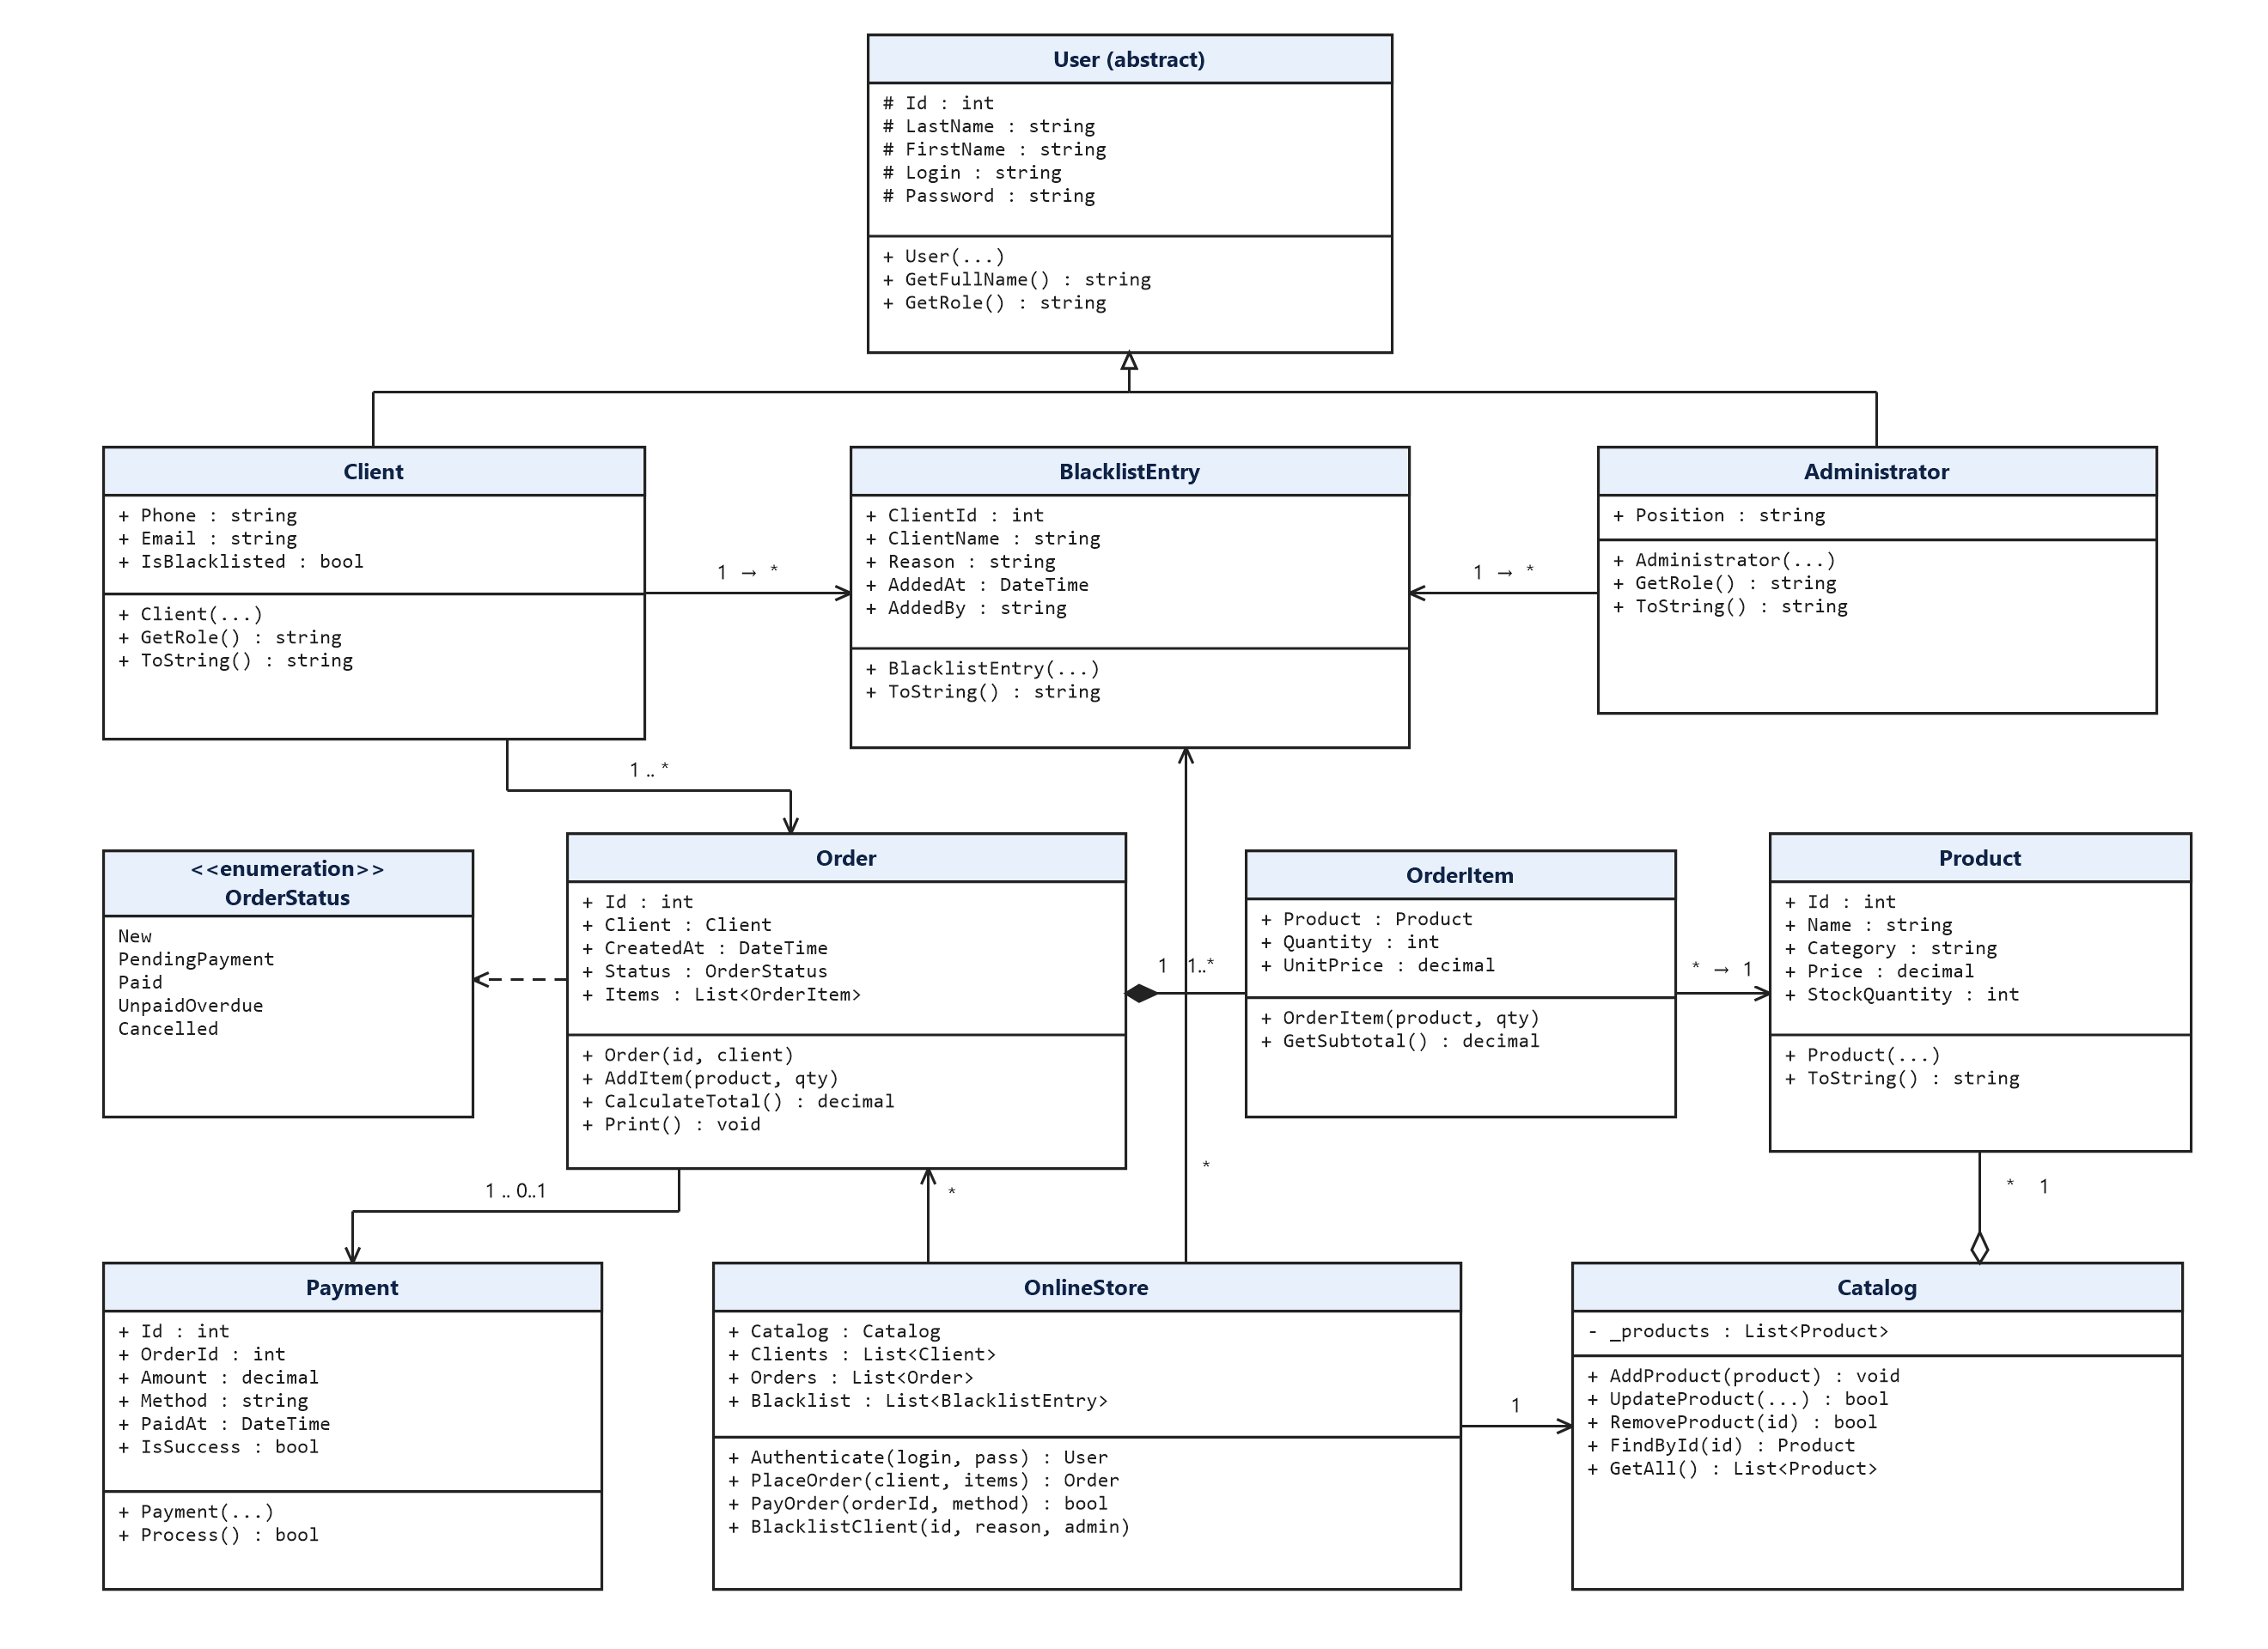 User (abstract)
# Id : int
# LastName : string
# FirstName : string
# Login : string
# Password : string
+ User(...)
+ GetFullName() : string
+ GetRole() : string
Client
+ Phone : string
+ Email : string
+ IsBlacklisted : bool
+ Client(...)
+ GetRole() : string
+ ToString() : string
1 → *
BlacklistEntry
+ ClientId : int
+ ClientName : string
+ Reason : string
+ AddedAt : DateTime
+ AddedBy : string
+ BlacklistEntry(...)
+ ToString() : string
1 → *
Administrator
+ Position : string
+ Administrator(...)
+ GetRole() : string
+ ToString() : string
1 .. *
<<enumeration>>
OrderStatus
New
PendingPayment
Paid
UnpaidOverdue
Cancelled
Order
+ Id : int
+ Client : Client
+ CreatedAt : DateTime
+ Status : OrderStatus
+ Items : List<OrderItem>
+ Order(id, client)
+ AddItem(product, qty)
+ CalculateTotal() : decimal
+ Print() : void
1 1..*
OrderItem
+ Product : Product
+ Quantity : int
+ UnitPrice : decimal
+ OrderItem(product, qty)
+ GetSubtotal() : decimal
* → 1
Product
+ Id : int
+ Name : string
+ Category : string
+ Price : decimal
+ StockQuantity : int
+ Product(...)
+ ToString() : string
1 .. 0..1
*
*
* 1
Payment
+ Id : int
+ OrderId : int
+ Amount : decimal
+ Method : string
+ PaidAt : DateTime
+ IsSuccess : bool
+ Payment(...)
+ Process() : bool
OnlineStore
+ Catalog : Catalog
+ Clients : List<Client>
+ Orders : List<Order>
+ Blacklist : List<BlacklistEntry>
+ Authenticate(login, pass) : User
+ PlaceOrder(client, items) : Order
+ PayOrder(orderId, method) : bool
+ BlacklistClient(id, reason, admin)
1
Catalog
- _products : List<Product>
+ AddProduct(product) : void
+ UpdateProduct(...) : bool
+ RemoveProduct(id) : bool
+ FindById(id) : Product
+ GetAll() : List<Product>